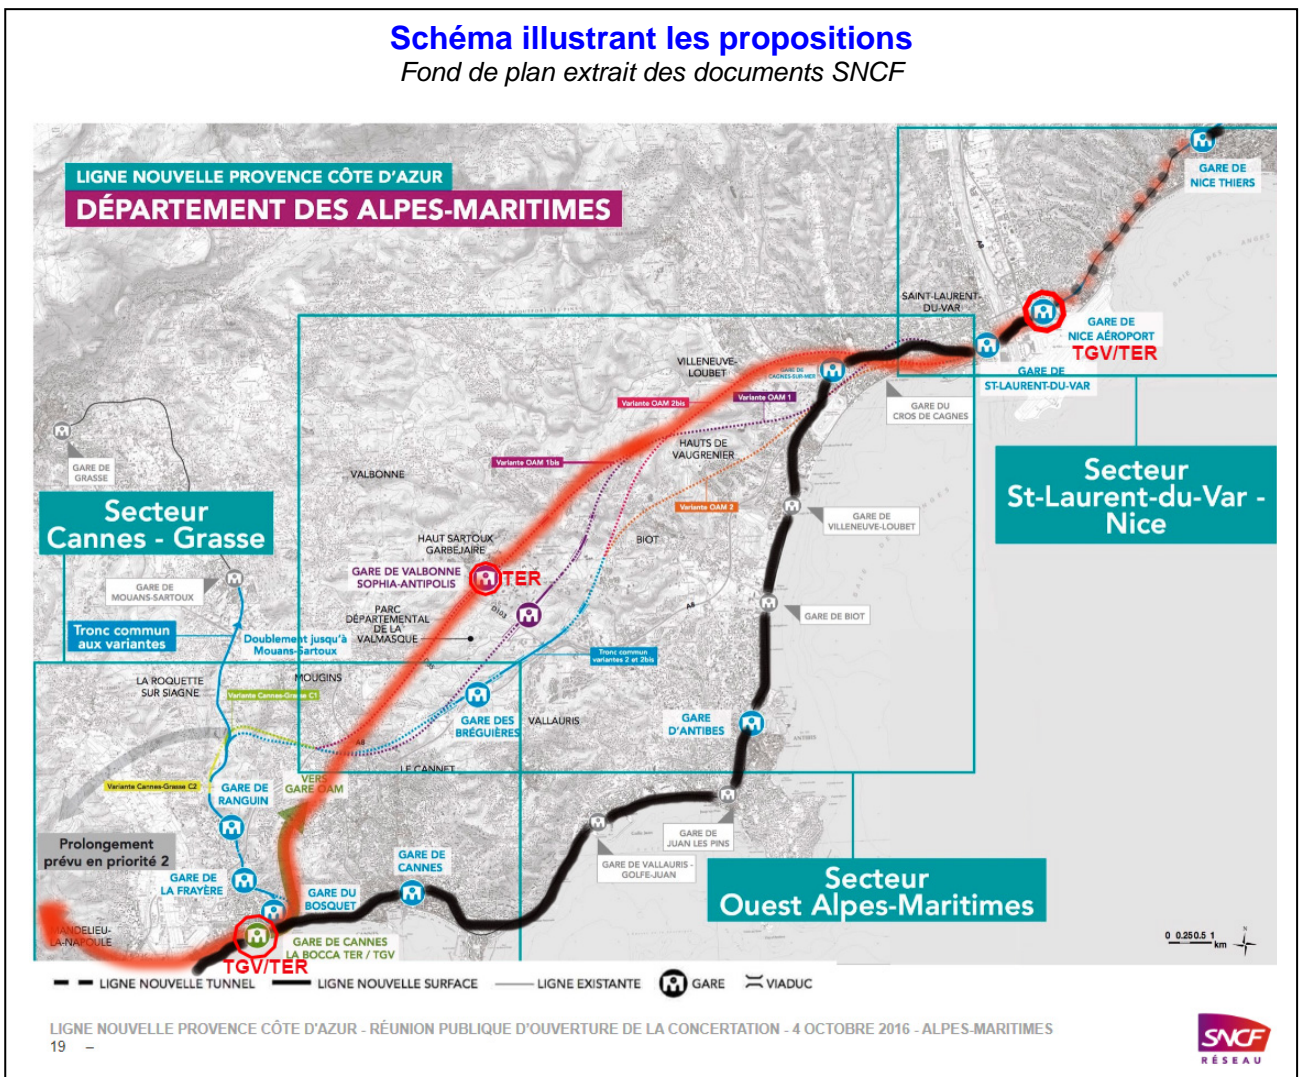 Schéma illustrant les propositions
Fond de plan extrait des documents SNCF
LIGNE NOUVELLE PROVENCE CÔTE D'AZUR
DÉPARTEMENT DES ALPES-MARITIMES
GARE DE
NICE THIERS
SAINT-LAURENT-
DU-VAR
GARE DE
NICE AÉROPORT
TGV/TER
GARE DE
ST-LAURENT-DU-VAR
VILLENEUVE-
LOUBET
GARE DE
CAGNES-SUR-MER
Variante OAM 2bis
Variante OAM 1
GARE DU
CROS DE CAGNES
GARE DE
GRASSE
HAUTS DE
VAUGRENIER
VALBONNE
Variante OAM 1bis
Secteur
St-Laurent-du-Var -
Nice
Secteur
Cannes - Grasse
Variante OAM 2
GARE DE
VILLENEUVE-LOUBET
HAUT SARTOUX
GARBEJAIRE
BIOT
GARE DE VALBONNE
SOPHIA-ANTIPOLIS
TER
GARE DE
MOUANS-SARTOUX
A8
D103
GARE DE BIOT
PARC
DÉPARTEMENTAL
DE LA
VALMASQUE
Tronc commun
aux variantes
Doublement jusqu'à
Mouans-Sartoux
Tronc commun
variantes 2 et 2bis
LA ROQUETTE
SUR SIAGNE
MOUGINS
Variante Cannes-Grasse C1
GARE DES
BRÉGUIÈRES
VALLAURIS
GARE
D'ANTIBES
ANTIBES
A8
LE CANNET
VERS
GARE OAM
Variante Cannes-Grasse C2
GARE DE
RANGUIN
Prolongement
prévu en priorité 2
GARE DE
JUAN LES PINS
GARE DE
CANNES
GARE DE VALLAURIS -
GOLFE-JUAN
GARE DE
LA FRAYÈRE
GARE DU
BOSQUET
Secteur
Ouest Alpes-Maritimes
MANDELIEU-
LA-NAPOULE
GARE DE CANNES
LA BOCCA TER / TGV
TGV/TER
0 0.25 0.5 1
km
N
LIGNE NOUVELLE TUNNEL
LIGNE NOUVELLE SURFACE
LIGNE EXISTANTE
GARE
VIADUC
LIGNE NOUVELLE PROVENCE CÔTE D'AZUR - RÉUNION PUBLIQUE D'OUVERTURE DE LA CONCERTATION - 4 OCTOBRE 2016 - ALPES-MARITIMES
19 –
SNCF
RÉSEAU